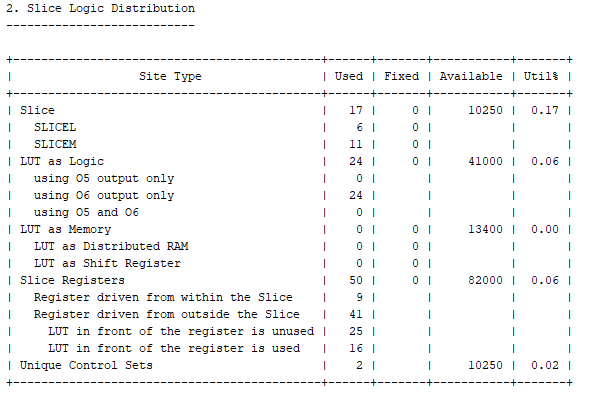 2. Slice Logic Distribution
---------------------------
+---------------------------------------------+------+-------+-----------+-------+
|                  Site Type                  | Used | Fixed | Available | Util% |
+---------------------------------------------+------+-------+-----------+-------+
| Slice                                       |   17 |     0 |     10250 |  0.17 |
|   SLICEL                                    |    6 |     0 |           |       |
|   SLICEM                                    |   11 |     0 |           |       |
| LUT as Logic                                |   24 |     0 |     41000 |  0.06 |
|   using O5 output only                      |    0 |       |           |       |
|   using O6 output only                      |   24 |       |           |       |
|   using O5 and O6                           |    0 |       |           |       |
| LUT as Memory                               |    0 |     0 |     13400 |  0.00 |
|   LUT as Distributed RAM                    |    0 |     0 |           |       |
|   LUT as Shift Register                     |    0 |     0 |           |       |
| Slice Registers                             |   50 |     0 |     82000 |  0.06 |
|   Register driven from within the Slice     |    9 |       |           |       |
|   Register driven from outside the Slice    |   41 |       |           |       |
|     LUT in front of the register is unused  |   25 |       |           |       |
|     LUT in front of the register is used    |   16 |       |           |       |
| Unique Control Sets                         |    2 |       |     10250 |  0.02 |
+---------------------------------------------+------+-------+-----------+-------+